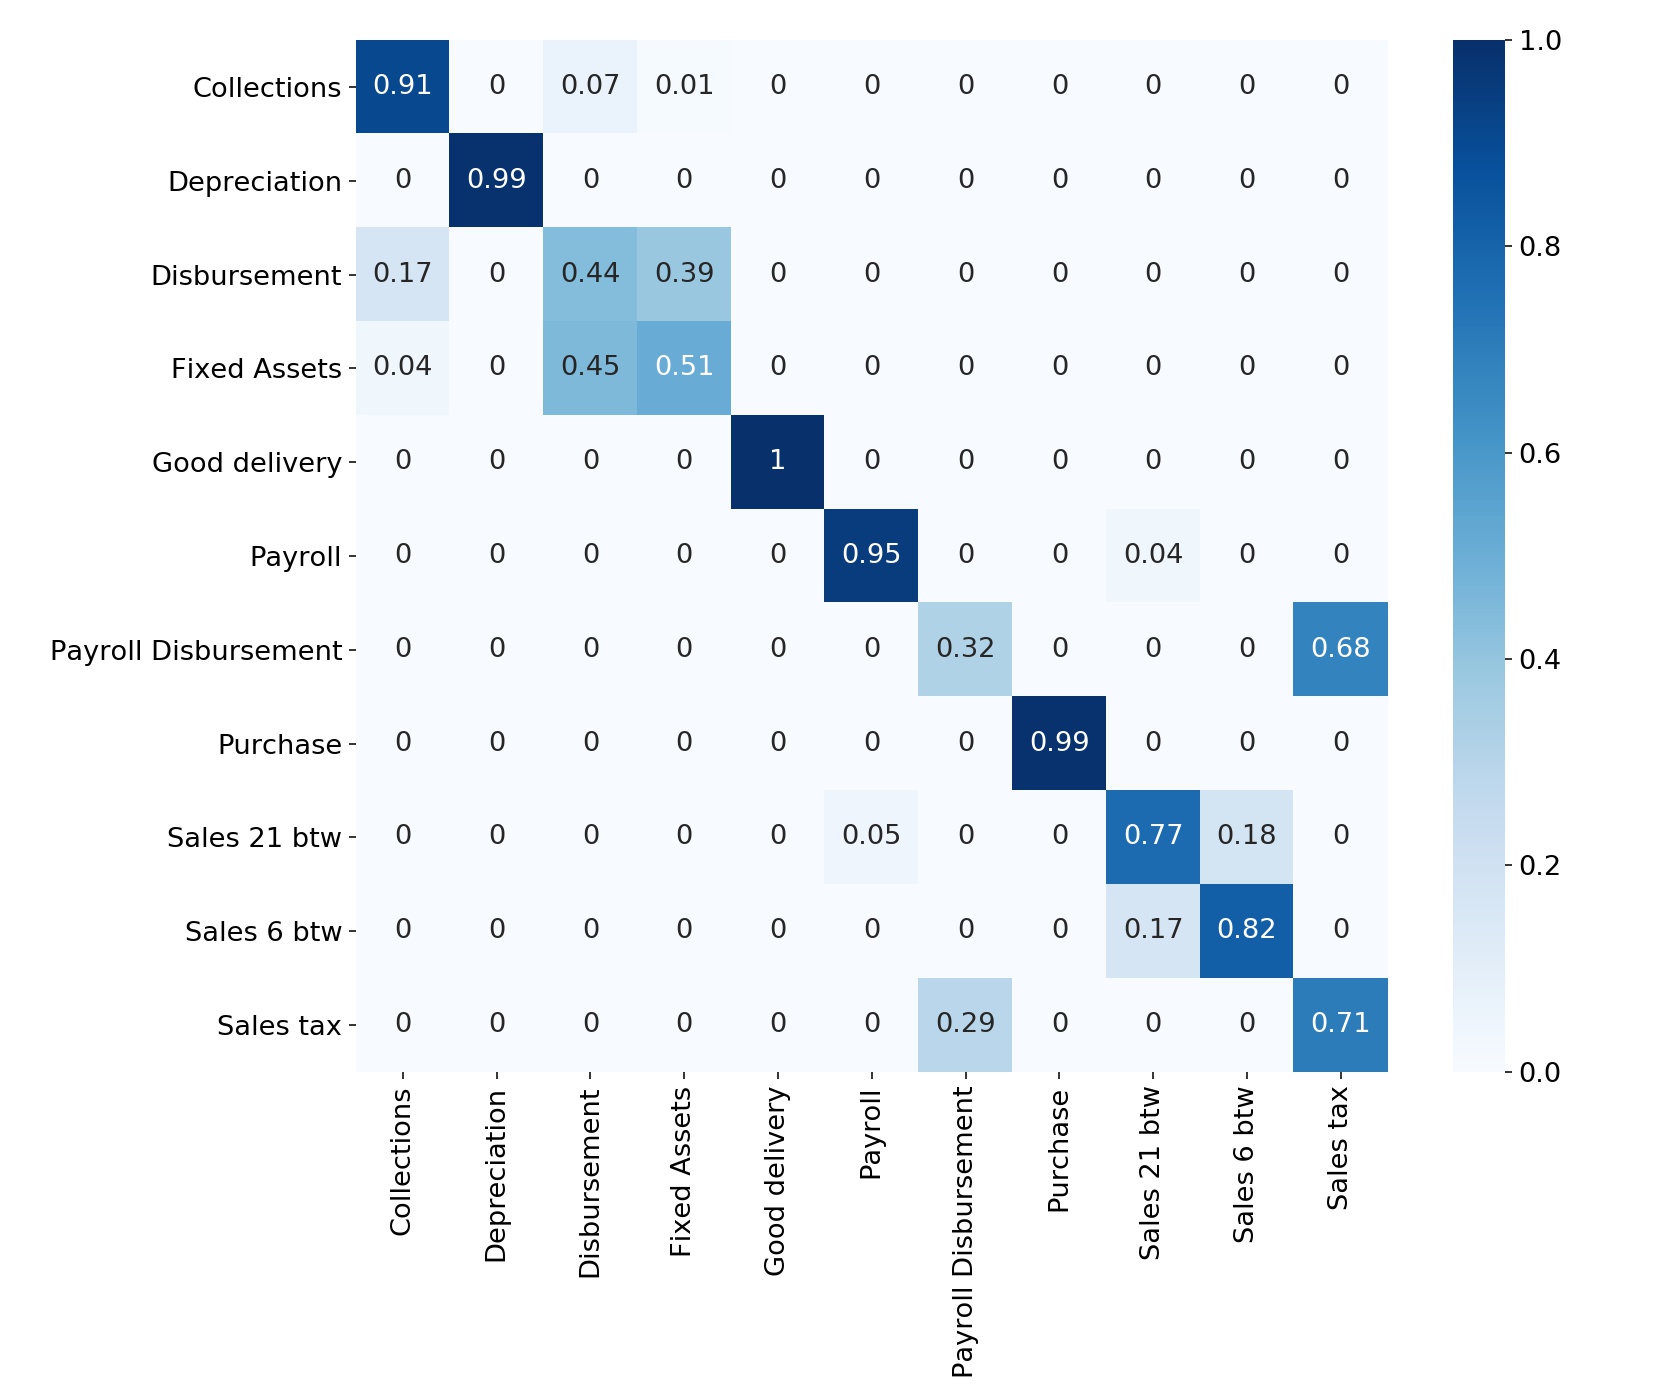 Collections 0.91 0 0.07 0.01 0 0 0 0 0 0 0
Depreciation 0 0.99 0 0 0 0 0 0 0 0 0
Disbursement 0.17 0 0.44 0.39 0 0 0 0 0 0 0
Fixed Assets 0.04 0 0.45 0.51 0 0 0 0 0 0 0
Good delivery 0 0 0 0 1 0 0 0 0 0 0
Payroll 0 0 0 0 0 0.95 0 0 0.04 0 0
Payroll Disbursement 0 0 0 0 0 0 0.32 0 0 0 0.68
Purchase 0 0 0 0 0 0 0 0.99 0 0 0
Sales 21 btw 0 0 0 0 0 0.05 0 0 0.77 0.18 0
Sales 6 btw 0 0 0 0 0 0 0 0 0.17 0.82 0
Sales tax 0 0 0 0 0 0 0.29 0 0 0 0.71
Collections
Depreciation
Disbursement
Fixed Assets
Good delivery
Payroll
Payroll Disbursement
Purchase
Sales 21 btw
Sales 6 btw
Sales tax
1.0
0.8
0.6
0.4
0.2
0.0